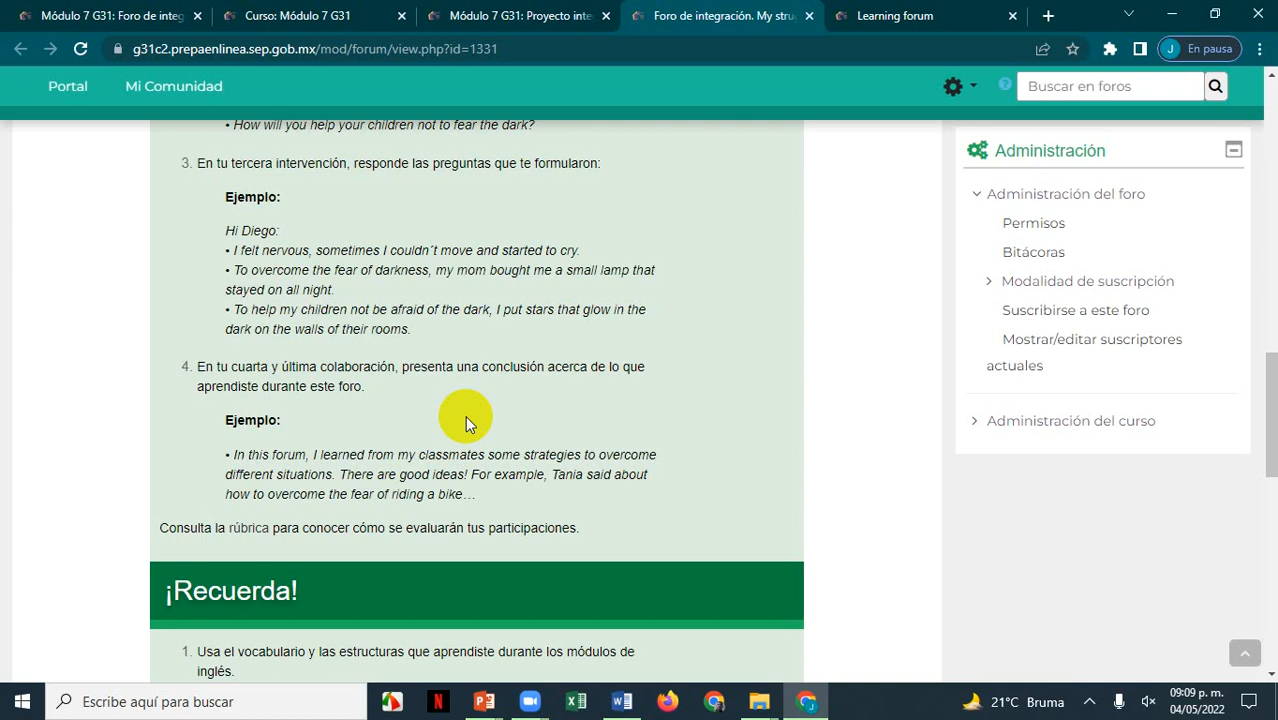 Módulo 7 G31: Foro de integ
Curso: Módulo 7 G31
Módulo 7 G31: Proyecto inte
Foro de integración. My stru
Learning forum
g31c2.prepaenlinea.sep.gob.mx/mod/forum/view.php?id=1331
J En pausa
Portal
Mi Comunidad
Buscar en foros
• How will you help your children not to fear the dark?
3. En tu tercera intervención, responde las preguntas que te formularon:
Ejemplo:
Hi Diego:
• I felt nervous, sometimes I couldn´t move and started to cry.
• To overcome the fear of darkness, my mom bought me a small lamp that
stayed on all night.
• To help my children not be afraid of the dark, I put stars that glow in the
dark on the walls of their rooms.
4. En tu cuarta y última colaboración, presenta una conclusión acerca de lo que
aprendiste durante este foro.
Ejemplo:
• In this forum, I learned from my classmates some strategies to overcome
different situations. There are good ideas! For example, Tania said about
how to overcome the fear of riding a bike…
Consulta la rúbrica para conocer cómo se evaluarán tus participaciones.
¡Recuerda!
1. Usa el vocabulario y las estructuras que aprendiste durante los módulos de
inglés.
Administración
Administración del foro
Permisos
Bitácoras
Modalidad de suscripción
Suscribirse a este foro
Mostrar/editar suscriptores
actuales
Administración del curso
Escribe aquí para buscar
21°C Bruma
09:09 p. m.
04/05/2022